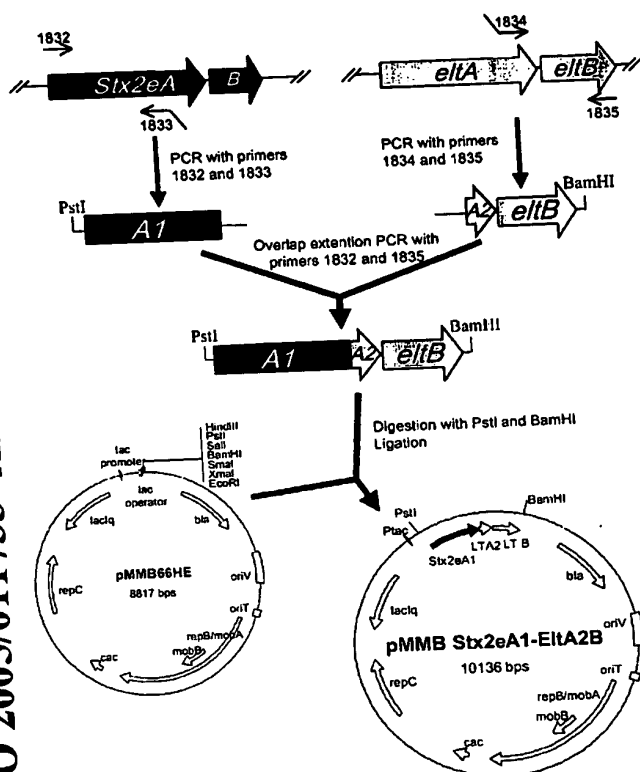 1832
1834
Stx2eA
B
eltA
eltB
1833
1835
PCR with primers
1832 and 1833
PCR with primers
1834 and 1835
PstI
BamHI
A1
A2
eltB
Overlap extention PCR with
primers 1832 and 1835
PstI
BamHI
A1
A2
eltB
Digestion with PstI and BamHI
Ligation
HindIII
PstI
SalI
BamHI
SmaI
XmaI
EcoRI
tac
promoter
lac
operator
lacIq
bla
pMMB66HE
8817 bps
repC
oriV
oriT
repB/mobA
mobB
cac
PstI
BamHI
Ptac
LTA2 LT B
Stx2eA1
bla
lacIq
oriV
pMMB Stx2eA1-EltA2B
10136 bps
repC
oriT
repB/mobA
mobB
cac